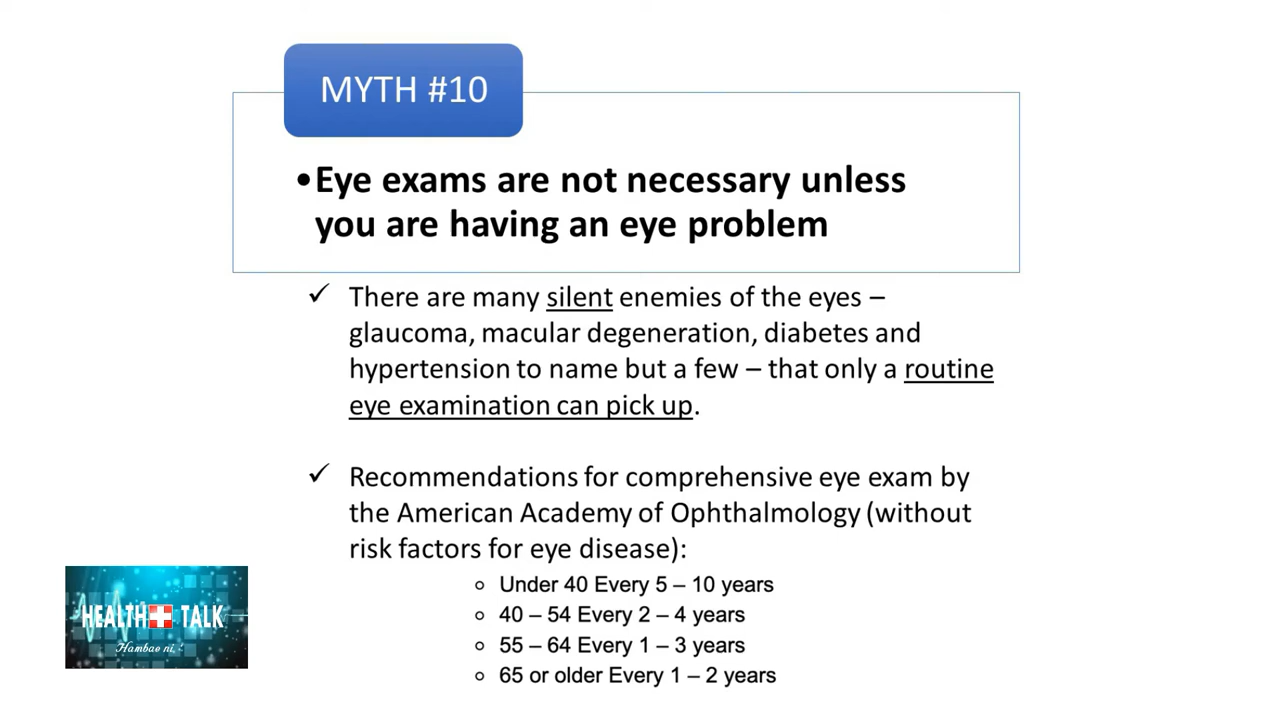 MYTH #10
•Eye exams are not necessary unless
you are having an eye problem
✓ There are many silent enemies of the eyes –
glaucoma, macular degeneration, diabetes and
hypertension to name but a few – that only a routine
eye examination can pick up.
✓ Recommendations for comprehensive eye exam by
the American Academy of Ophthalmology (without
risk factors for eye disease):
○ Under 40 Every 5 – 10 years
○ 40 – 54 Every 2 – 4 years
○ 55 – 64 Every 1 – 3 years
○ 65 or older Every 1 – 2 years
HEALTH TALK
Hambae ni,